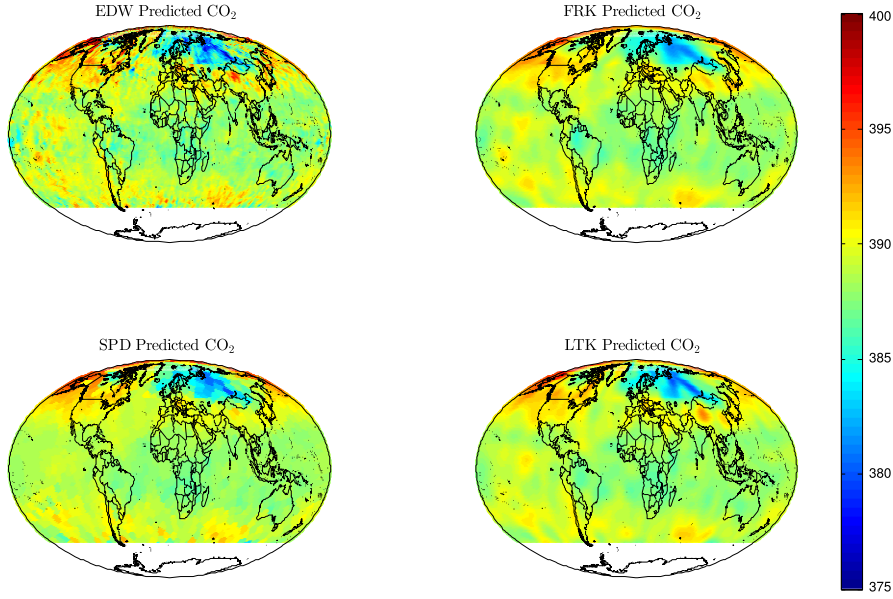 EDW Predicted CO₂
FRK Predicted CO₂
SPD Predicted CO₂
LTK Predicted CO₂
400
395
390
385
380
375